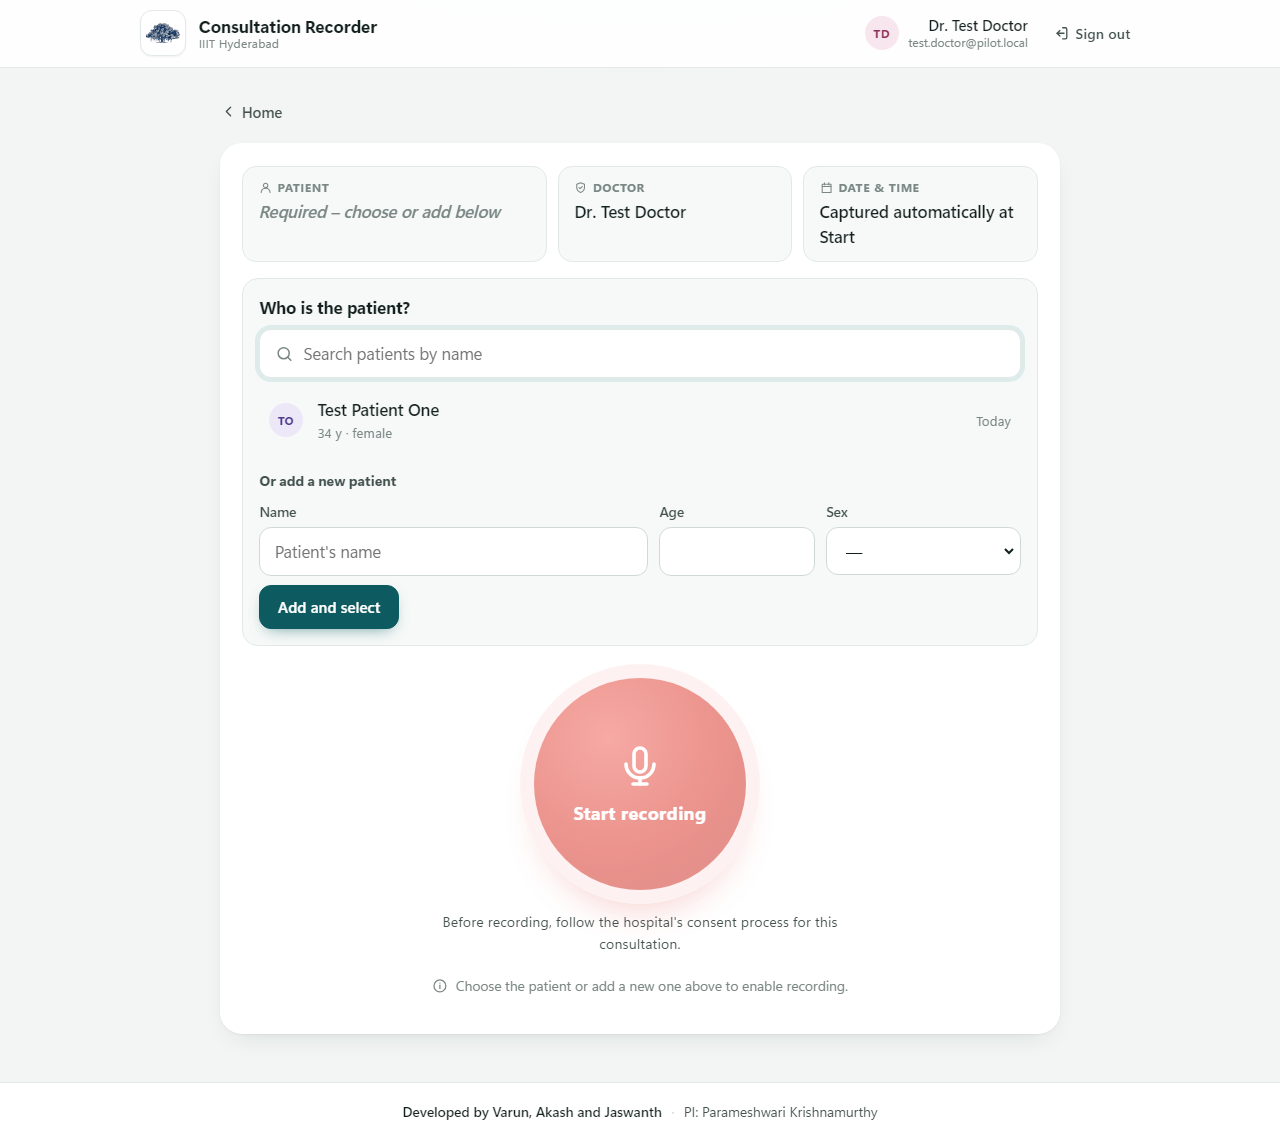 Consultation Recorder
IIIT Hyderabad
TD
Dr. Test Doctor
test.doctor@pilot.local
Sign out
Home
PATIENT
Required – choose or add below
DOCTOR
Dr. Test Doctor
DATE & TIME
Captured automatically at
Start
Who is the patient?
Search patients by name
TO
Test Patient One
34 y · female
Today
Or add a new patient
Name
Age
Sex
Patient's name
—
Add and select
Start recording
Before recording, follow the hospital's consent process for this
consultation.
Choose the patient or add a new one above to enable recording.
Developed by Varun, Akash and Jaswanth · PI: Parameshwari Krishnamurthy